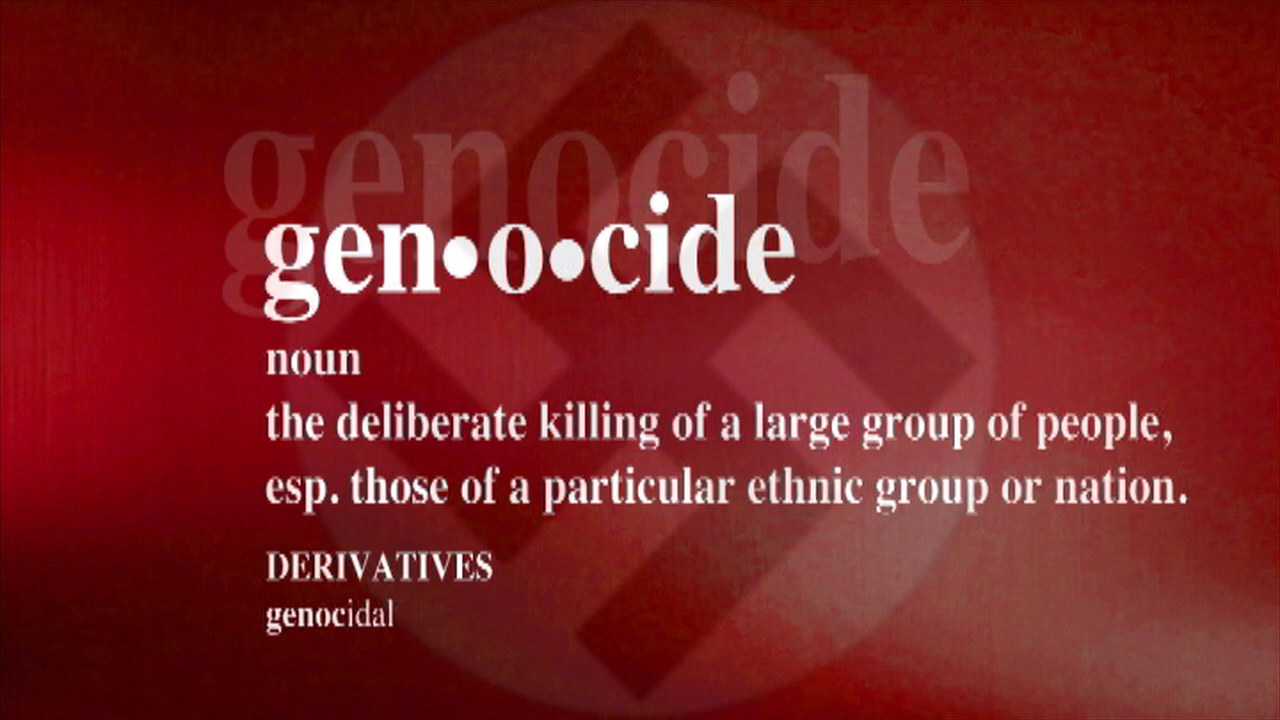 genocide
gen•o•cide
noun
the deliberate killing of a large group of people,
esp. those of a particular ethnic group or nation.
DERIVATIVES
genocidal